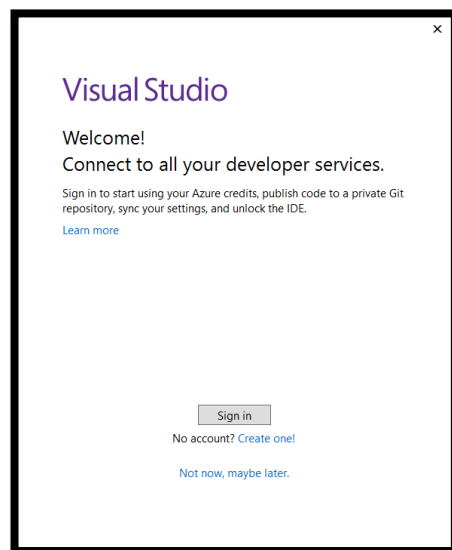 Visual Studio
Welcome!
Connect to all your developer services.
Sign in to start using your Azure credits, publish code to a private Git
repository, sync your settings, and unlock the IDE.
Learn more
Sign in
No account? Create one!
Not now, maybe later.